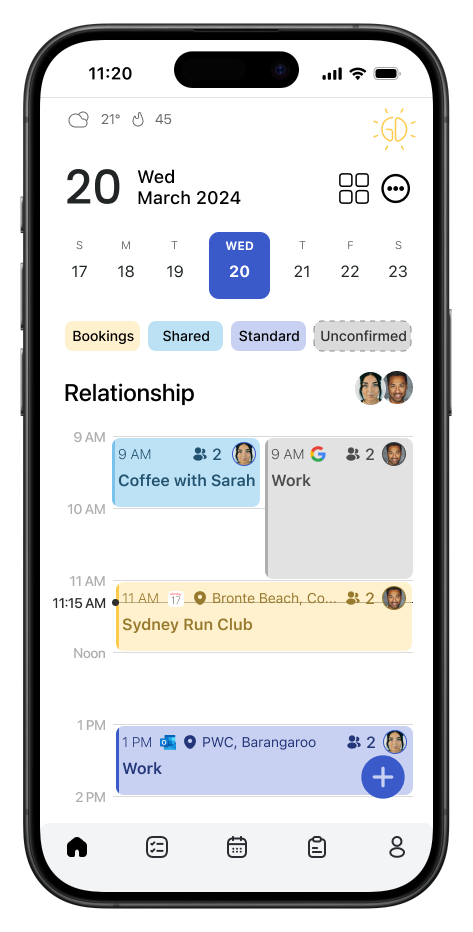 11:20
21° 45
GD
20 Wed
March 2024
S M T WED T F S
17 18 19 20 21 22 23
Bookings Shared Standard Unconfirmed
Relationship
9 AM
9 AM 2 9 AM 2
Coffee with Sarah Work
10 AM
11 AM
11 AM 17 Bronte Beach, Co... 2
11:15 AM
Sydney Run Club
Noon
1 PM
1 PM PWC, Barangaroo 2
Work
2 PM